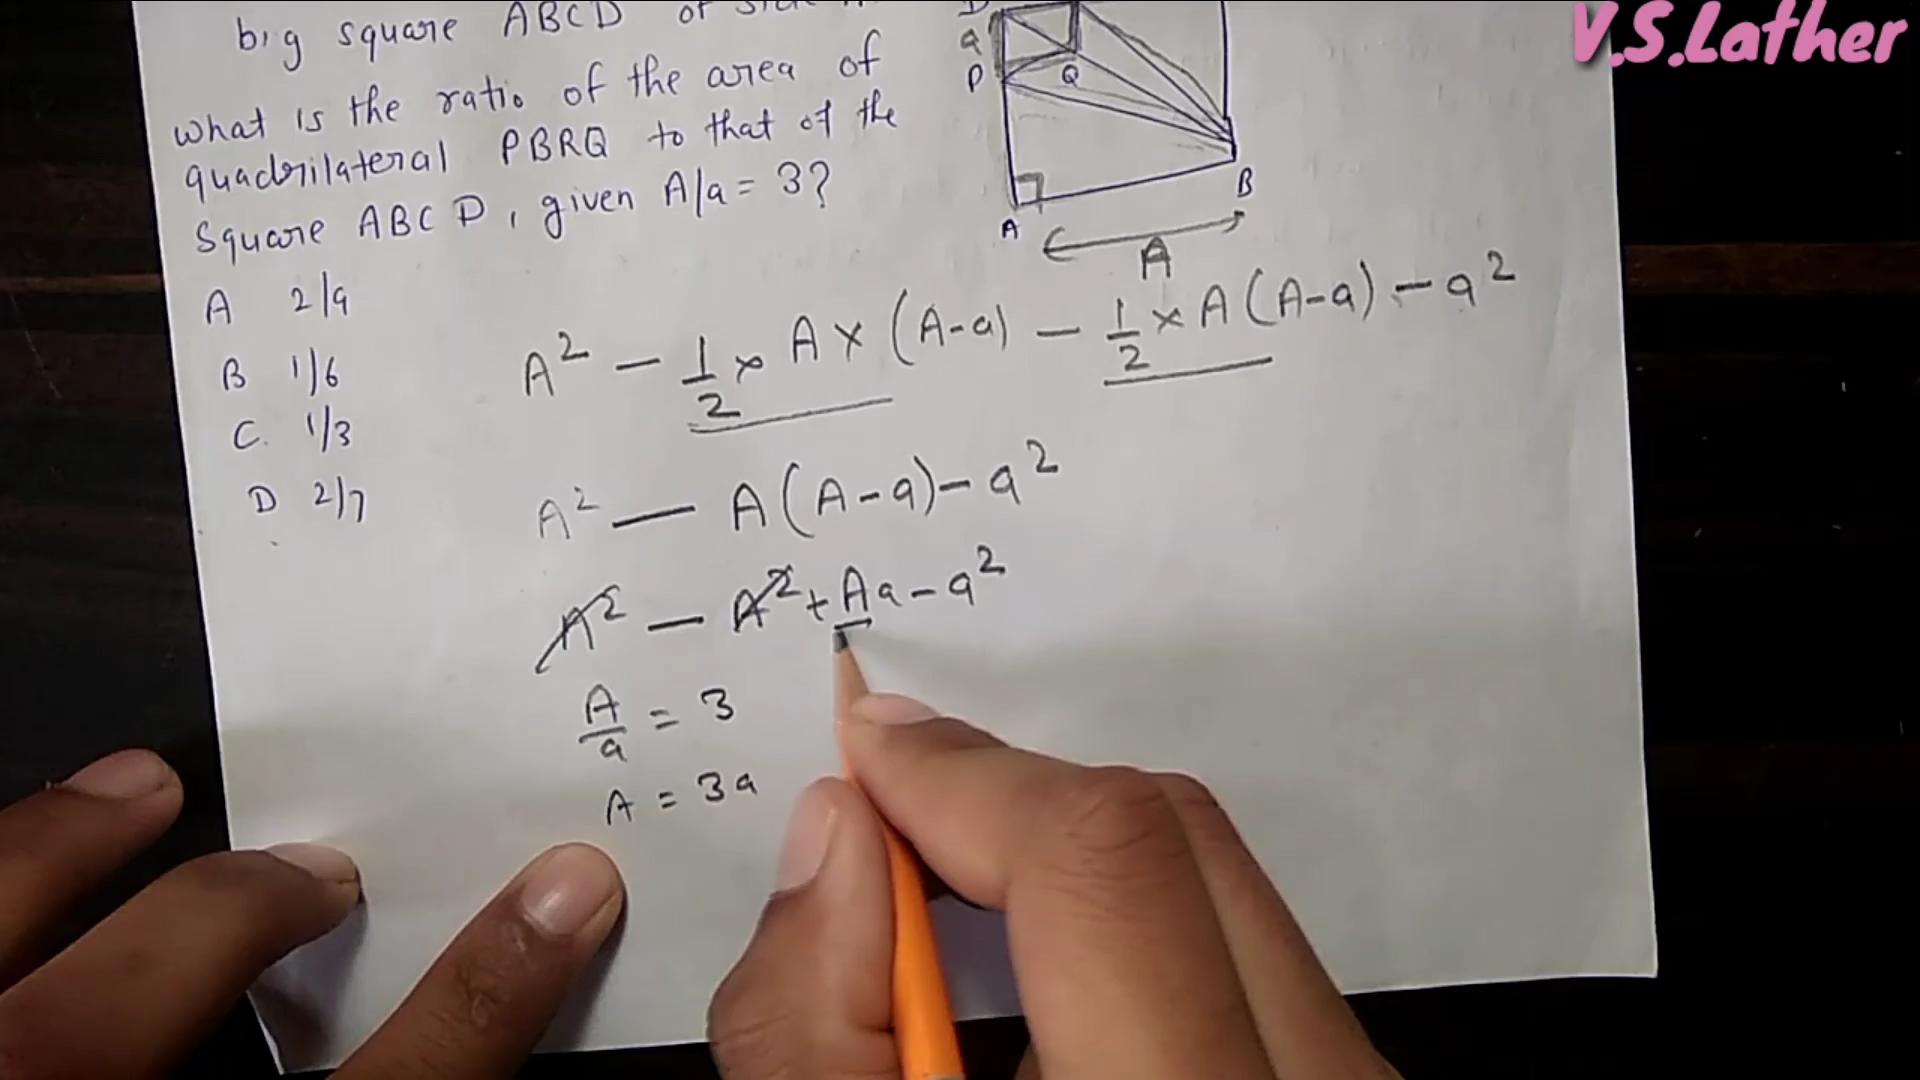 big square ABCD of
V.S.Lather
what is the ratio of the area of
quadrilateral PBRQ to that of the
Square ABCD, given A/a = 3?
a
P
Q
B
A
A
A 2/9
B 1/6
C. 1/3
D 2/7
A² - 1/2 × A × (A-a) - 1/2 × A (A-a) - a²
A² - A(A-a) - a²
A² - A² + Aa - a²
A/a = 3
A = 3a